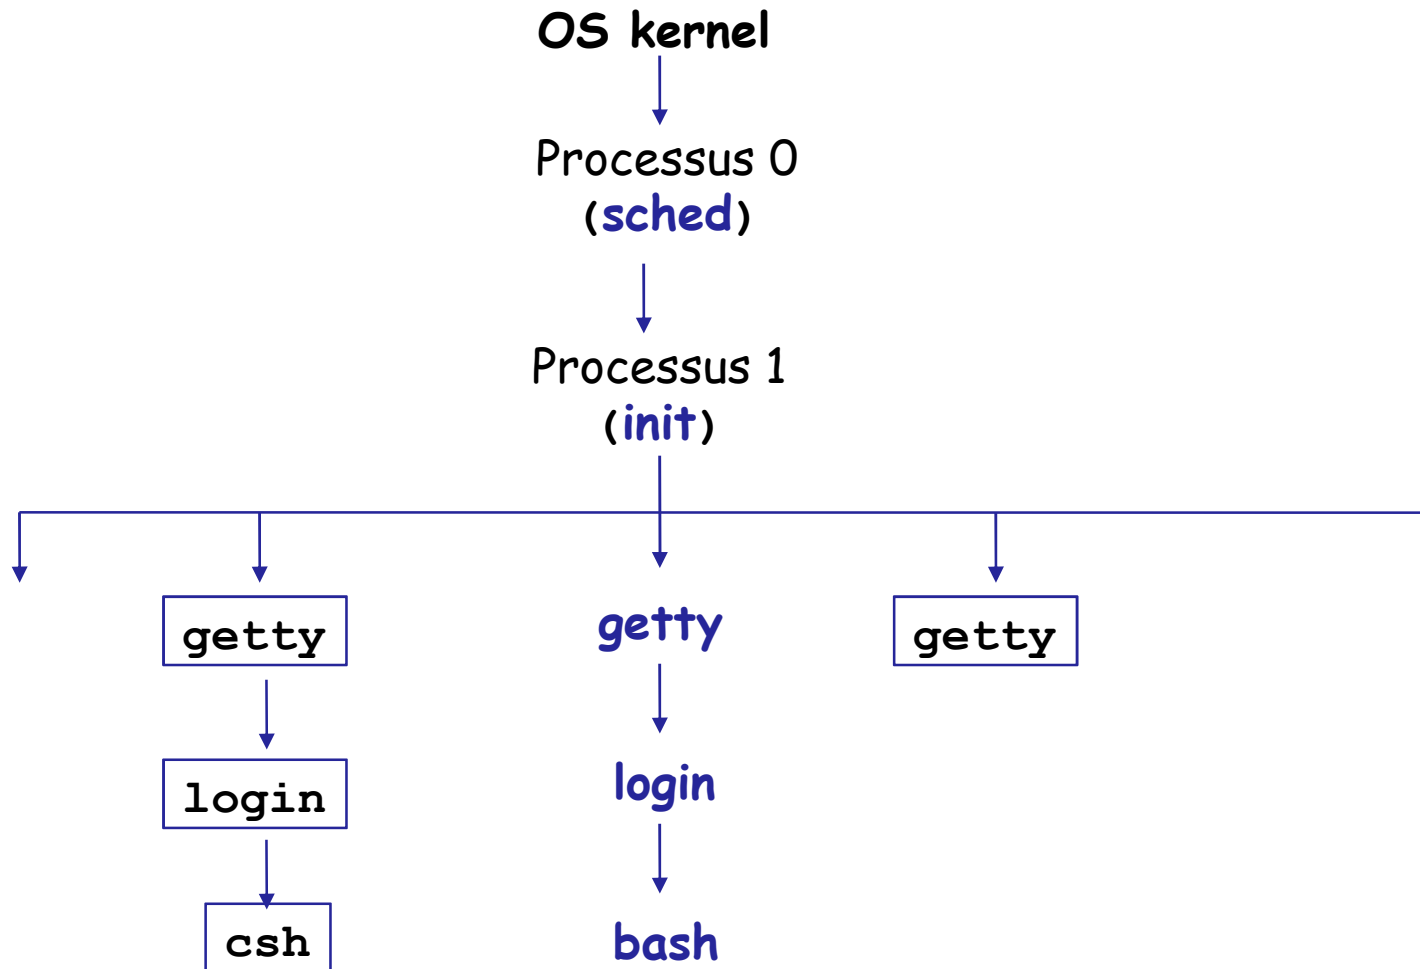 OS kernel
Processus 0
(sched)
Processus 1
(init)
getty
getty
getty
login
login
csh
bash